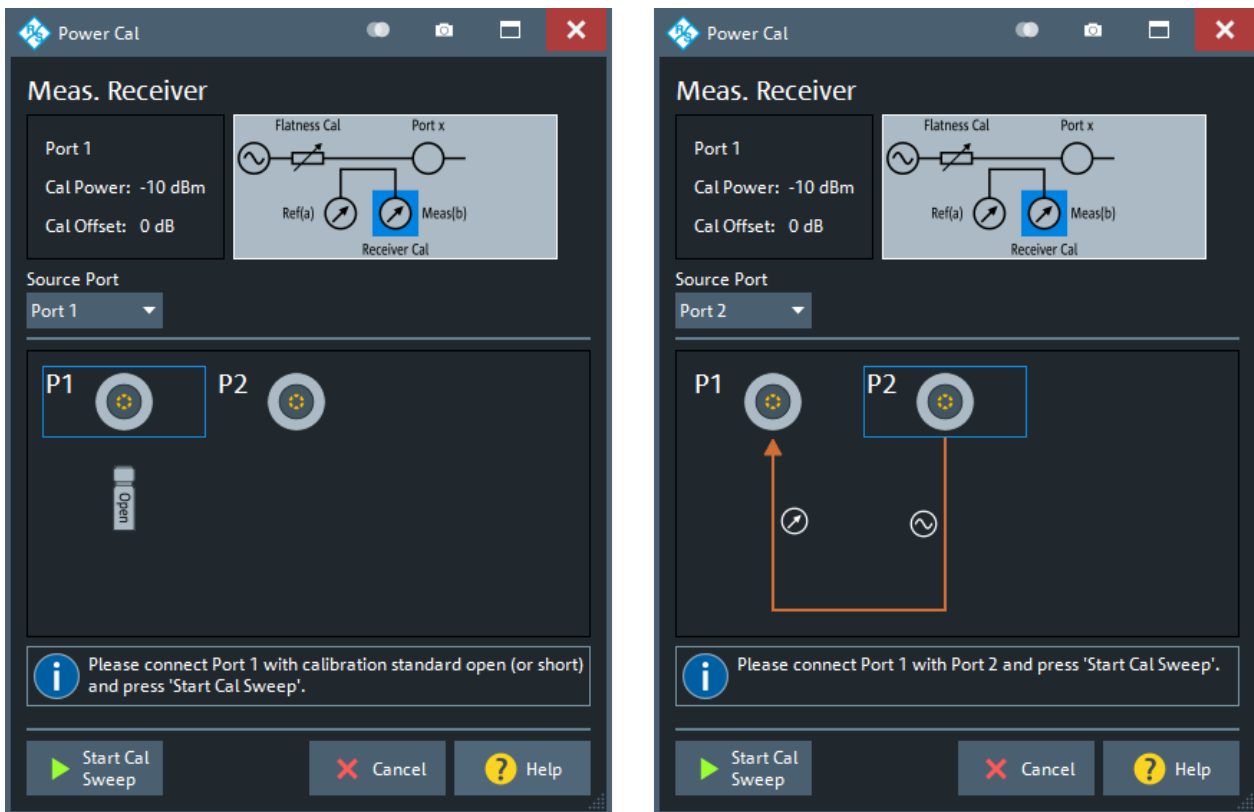 Power Cal
Meas. Receiver
Port 1
Cal Power: -10 dBm
Cal Offset: 0 dB
Flatness Cal
Port x
Ref(a)
Meas(b)
Receiver Cal
Source Port
Port 1
P1
P2
Open
Please connect Port 1 with calibration standard open (or short)
and press 'Start Cal Sweep'.
Start Cal
Sweep
Cancel
? Help
Power Cal
Meas. Receiver
Port 1
Cal Power: -10 dBm
Cal Offset: 0 dB
Flatness Cal
Port x
Ref(a)
Meas(b)
Receiver Cal
Source Port
Port 2
P1
P2
Please connect Port 1 with Port 2 and press 'Start Cal Sweep'.
Start Cal
Sweep
Cancel
? Help